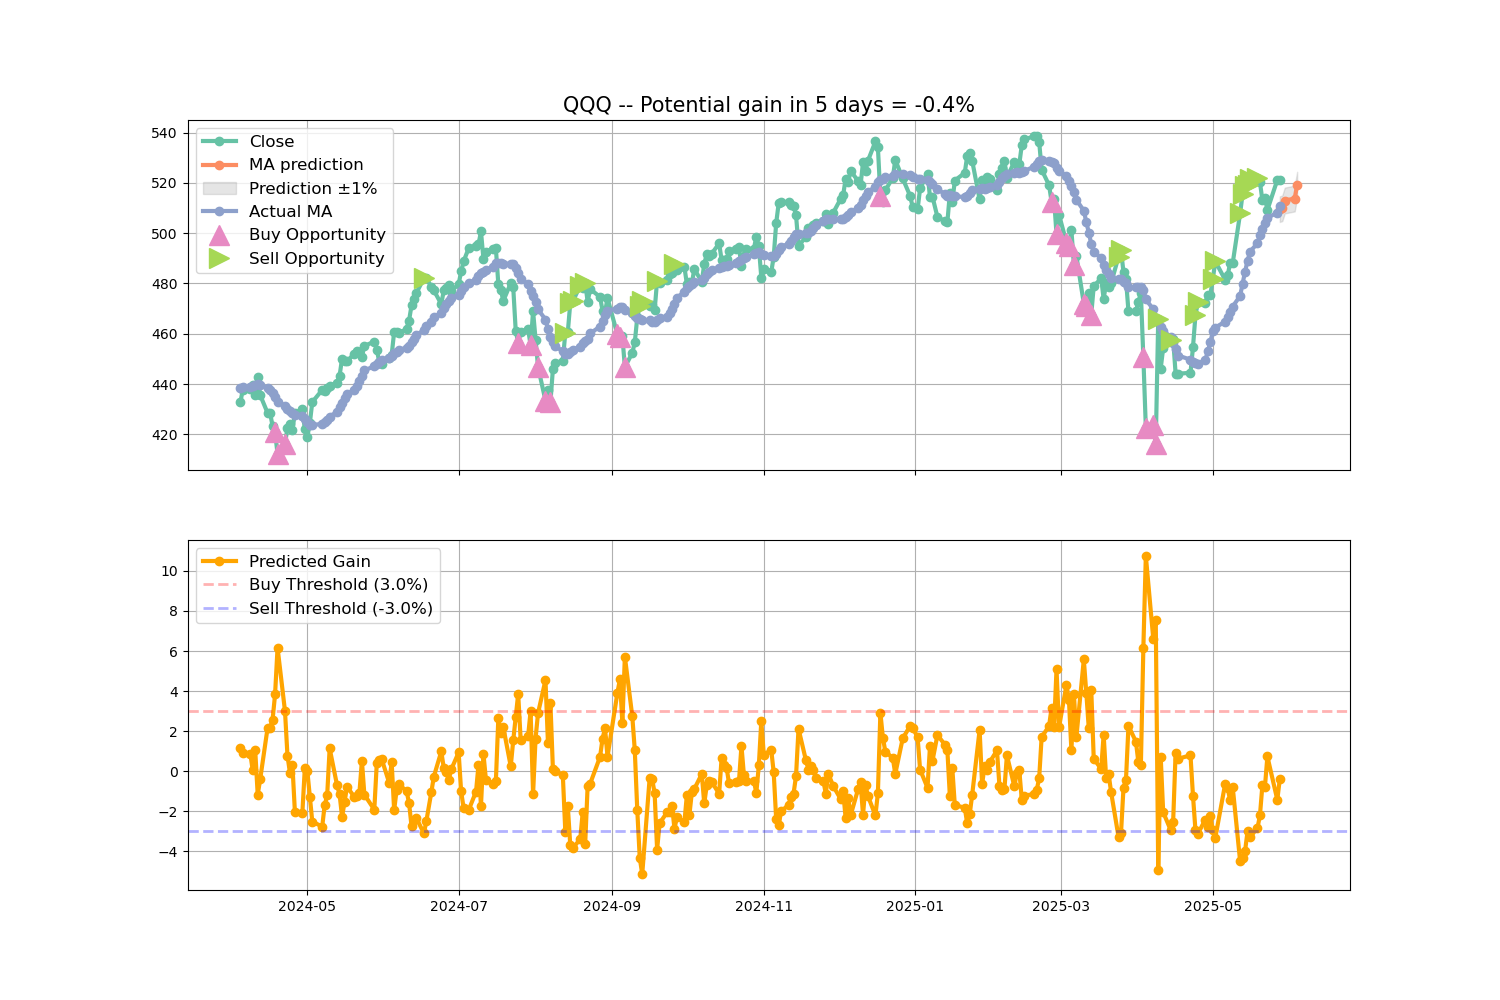 QQQ -- Potential gain in 5 days = -0.4%
540
520
500
480
460
440
420
Close
MA prediction
Prediction ±1%
Actual MA
Buy Opportunity
Sell Opportunity
10
8
6
4
2
0
−2
−4
Predicted Gain
Buy Threshold (3.0%)
Sell Threshold (-3.0%)
2024-05
2024-07
2024-09
2024-11
2025-01
2025-03
2025-05